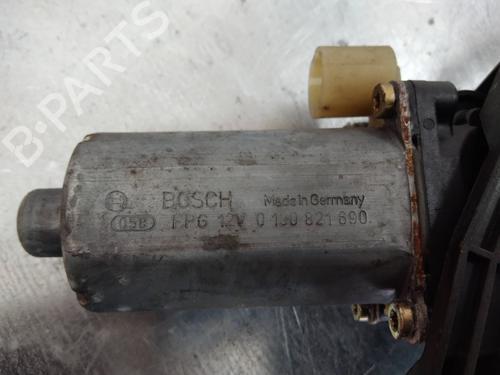 B-PARTS
BOSCH Made in Germany
058 FPG 12V 0 130 821 690